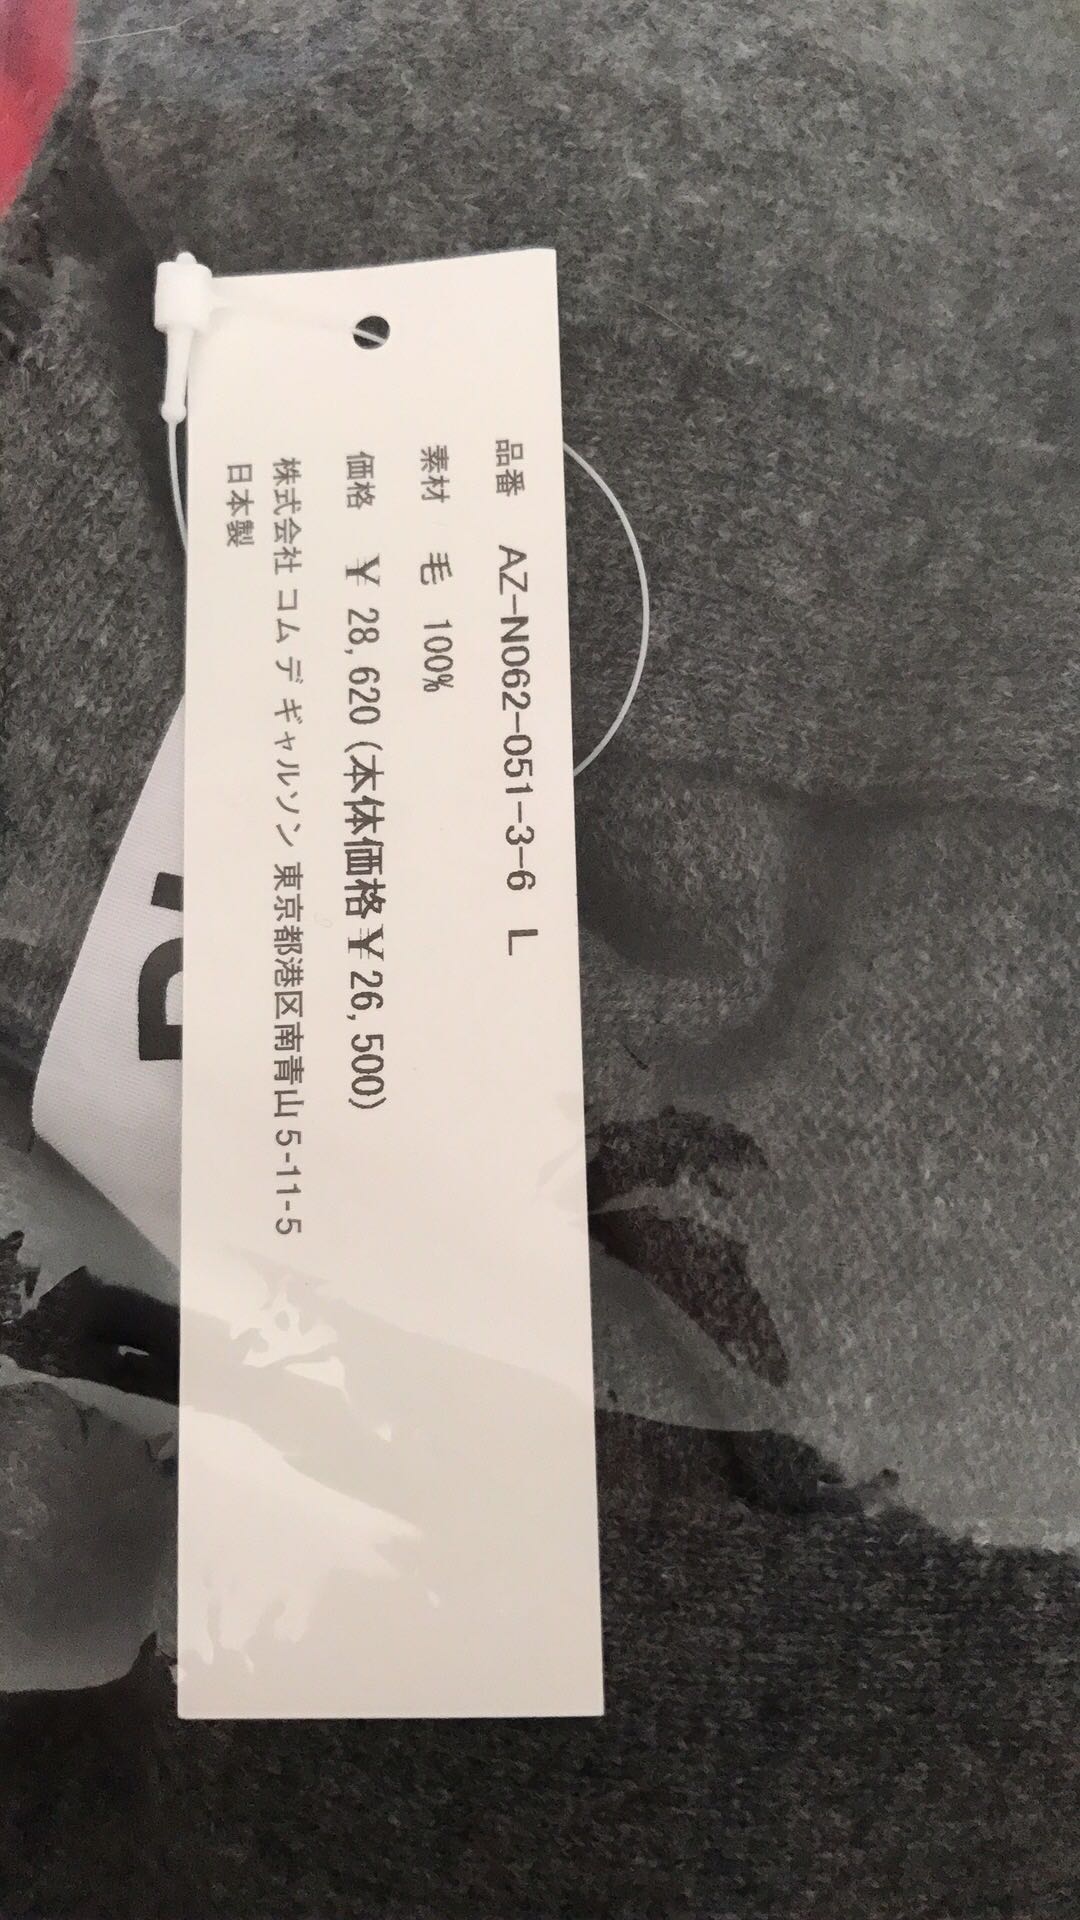 品番 AZ-N062-051-3-6 L
素材 毛 100%
価格 ¥ 28,620 (本体価格¥26,500)
株式会社 コム デ ギャルソン 東京都港区南青山5-11-5
日本製